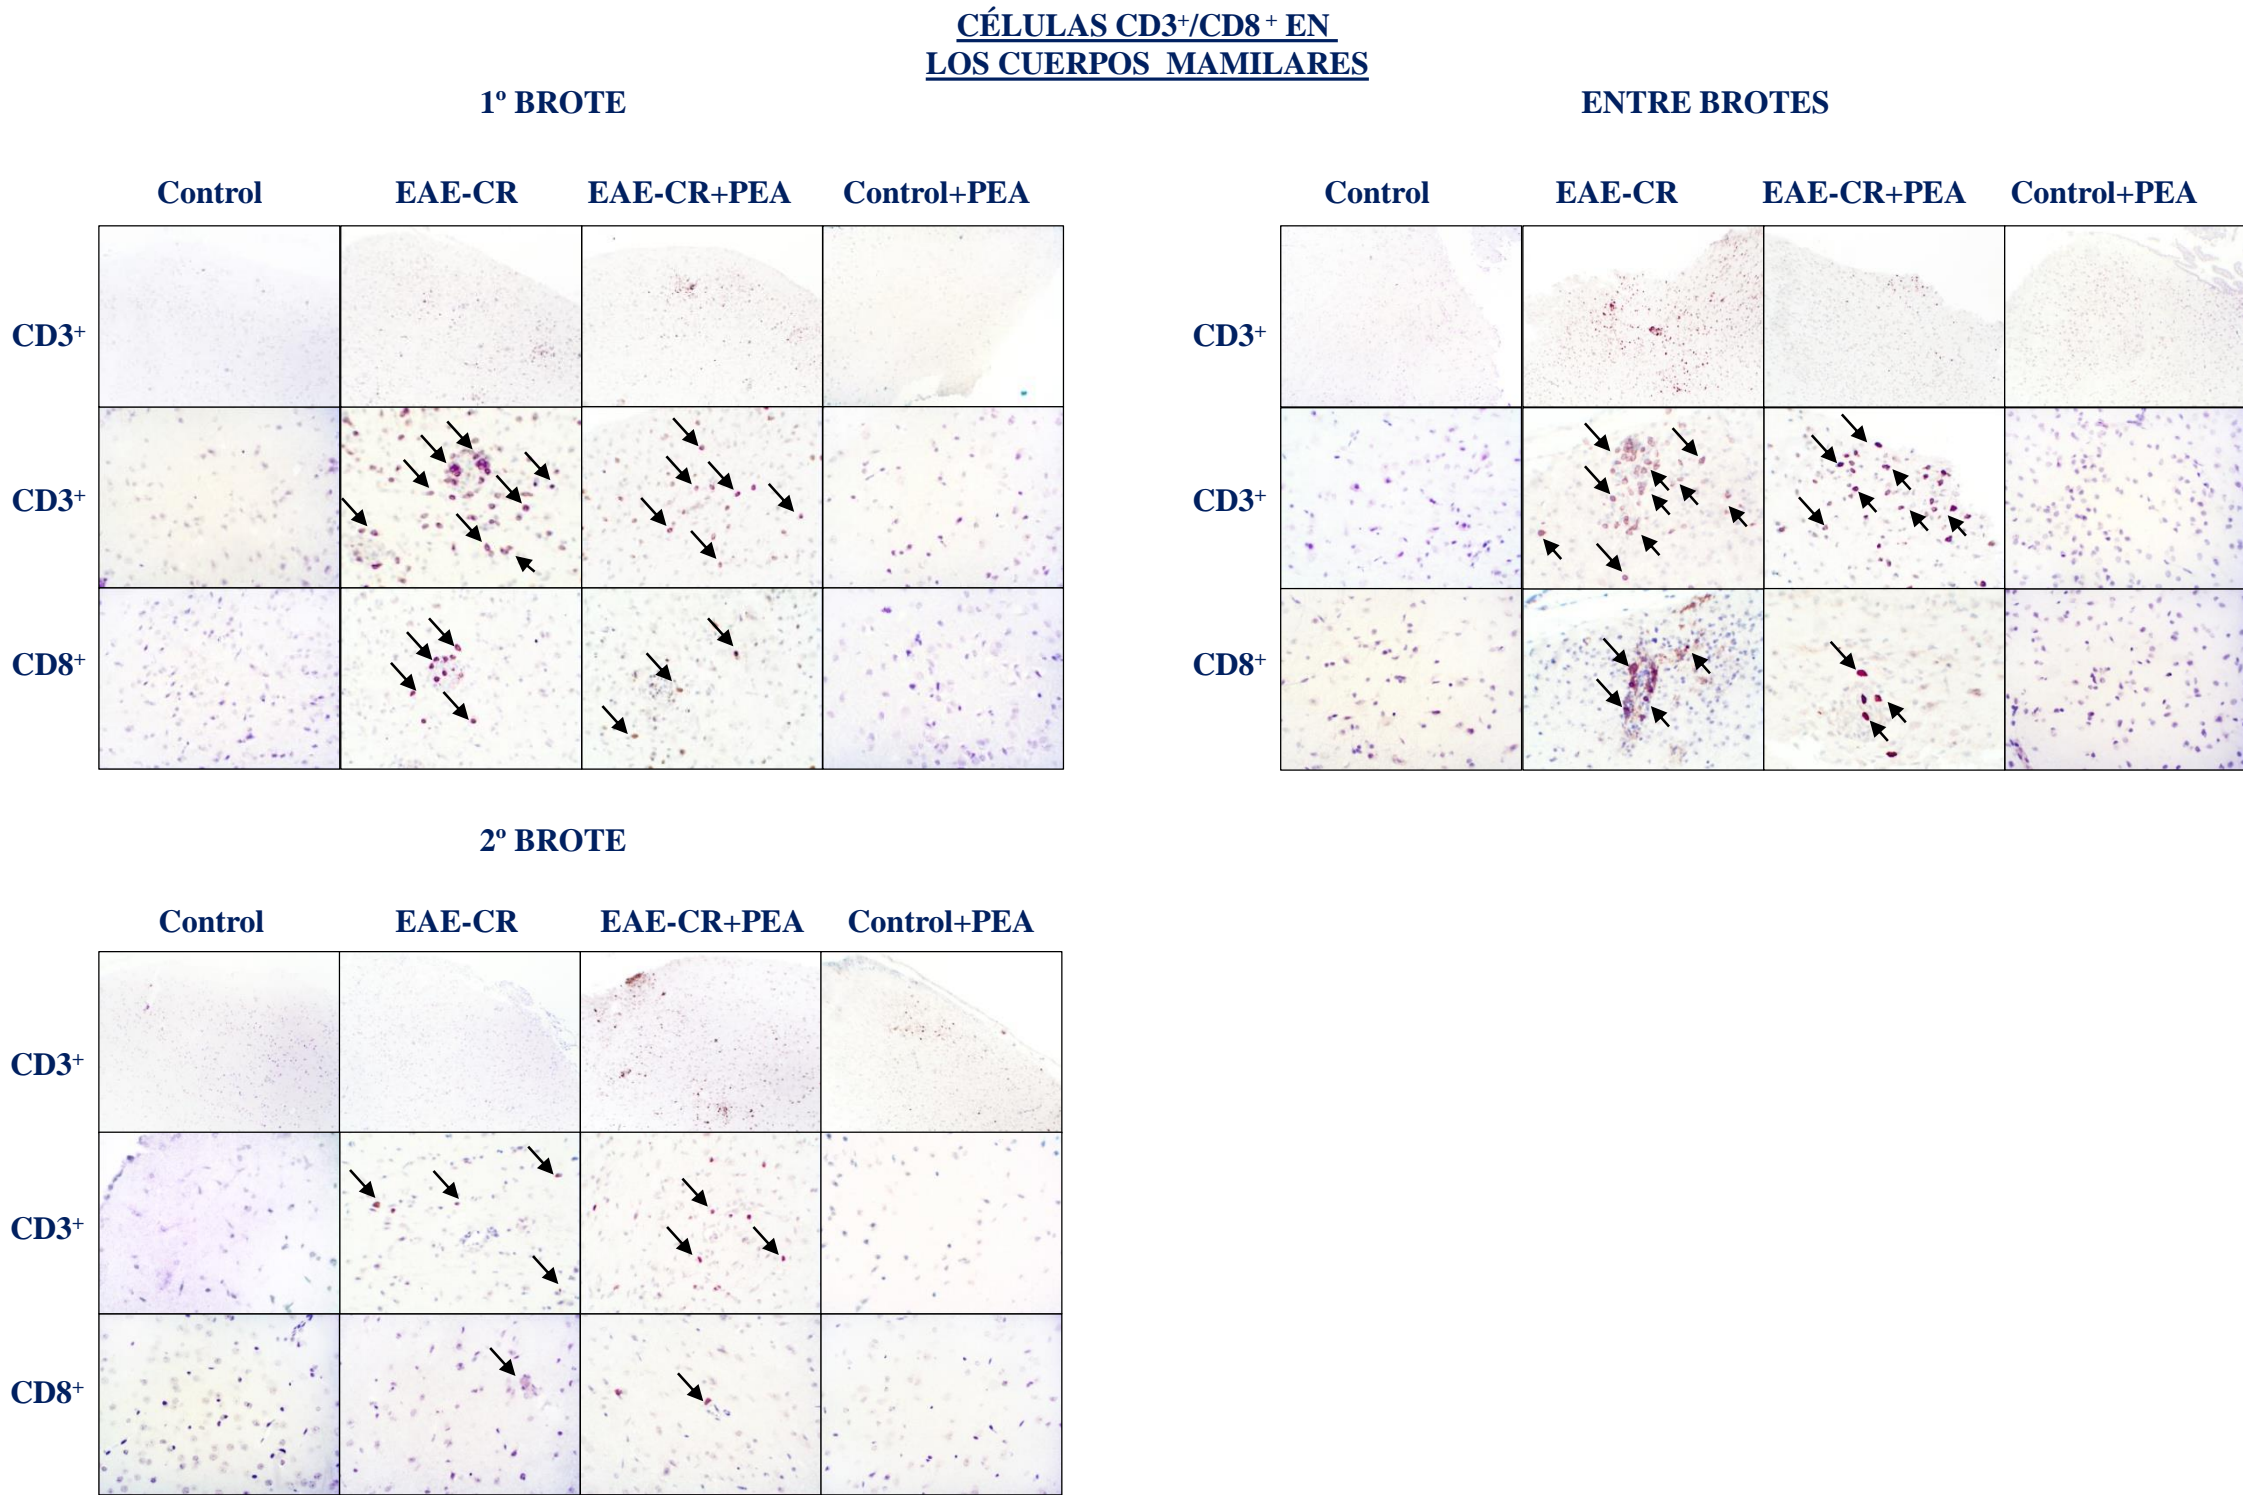 CÉLULAS CD3⁺/CD8⁺ EN
LOS CUERPOS MAMILARES
1º BROTE
Control EAE-CR EAE-CR+PEA Control+PEA
CD3⁺
CD3⁺
CD8⁺
ENTRE BROTES
Control EAE-CR EAE-CR+PEA Control+PEA
CD3⁺
CD3⁺
CD8⁺
2º BROTE
Control EAE-CR EAE-CR+PEA Control+PEA
CD3⁺
CD3⁺
CD8⁺